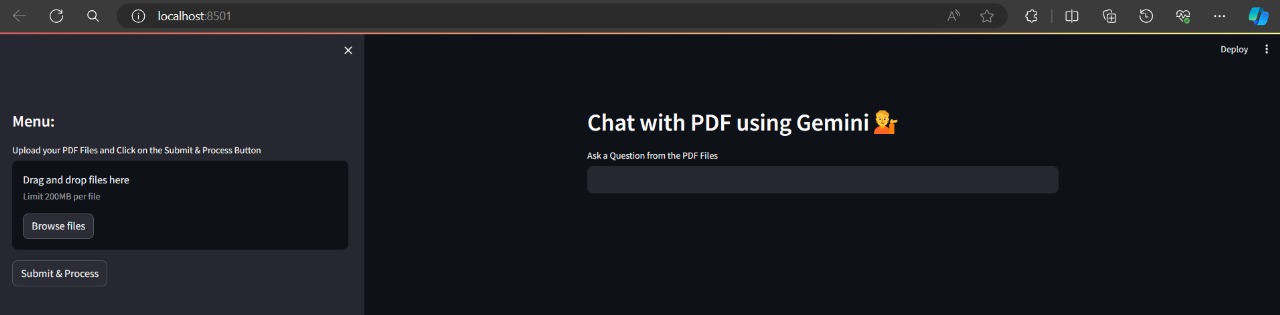 localhost:8501
Deploy
Menu:
Upload your PDF Files and Click on the Submit & Process Button
Drag and drop files here
Limit 200MB per file
Browse files
Submit & Process
Chat with PDF using Gemini💁
Ask a Question from the PDF Files